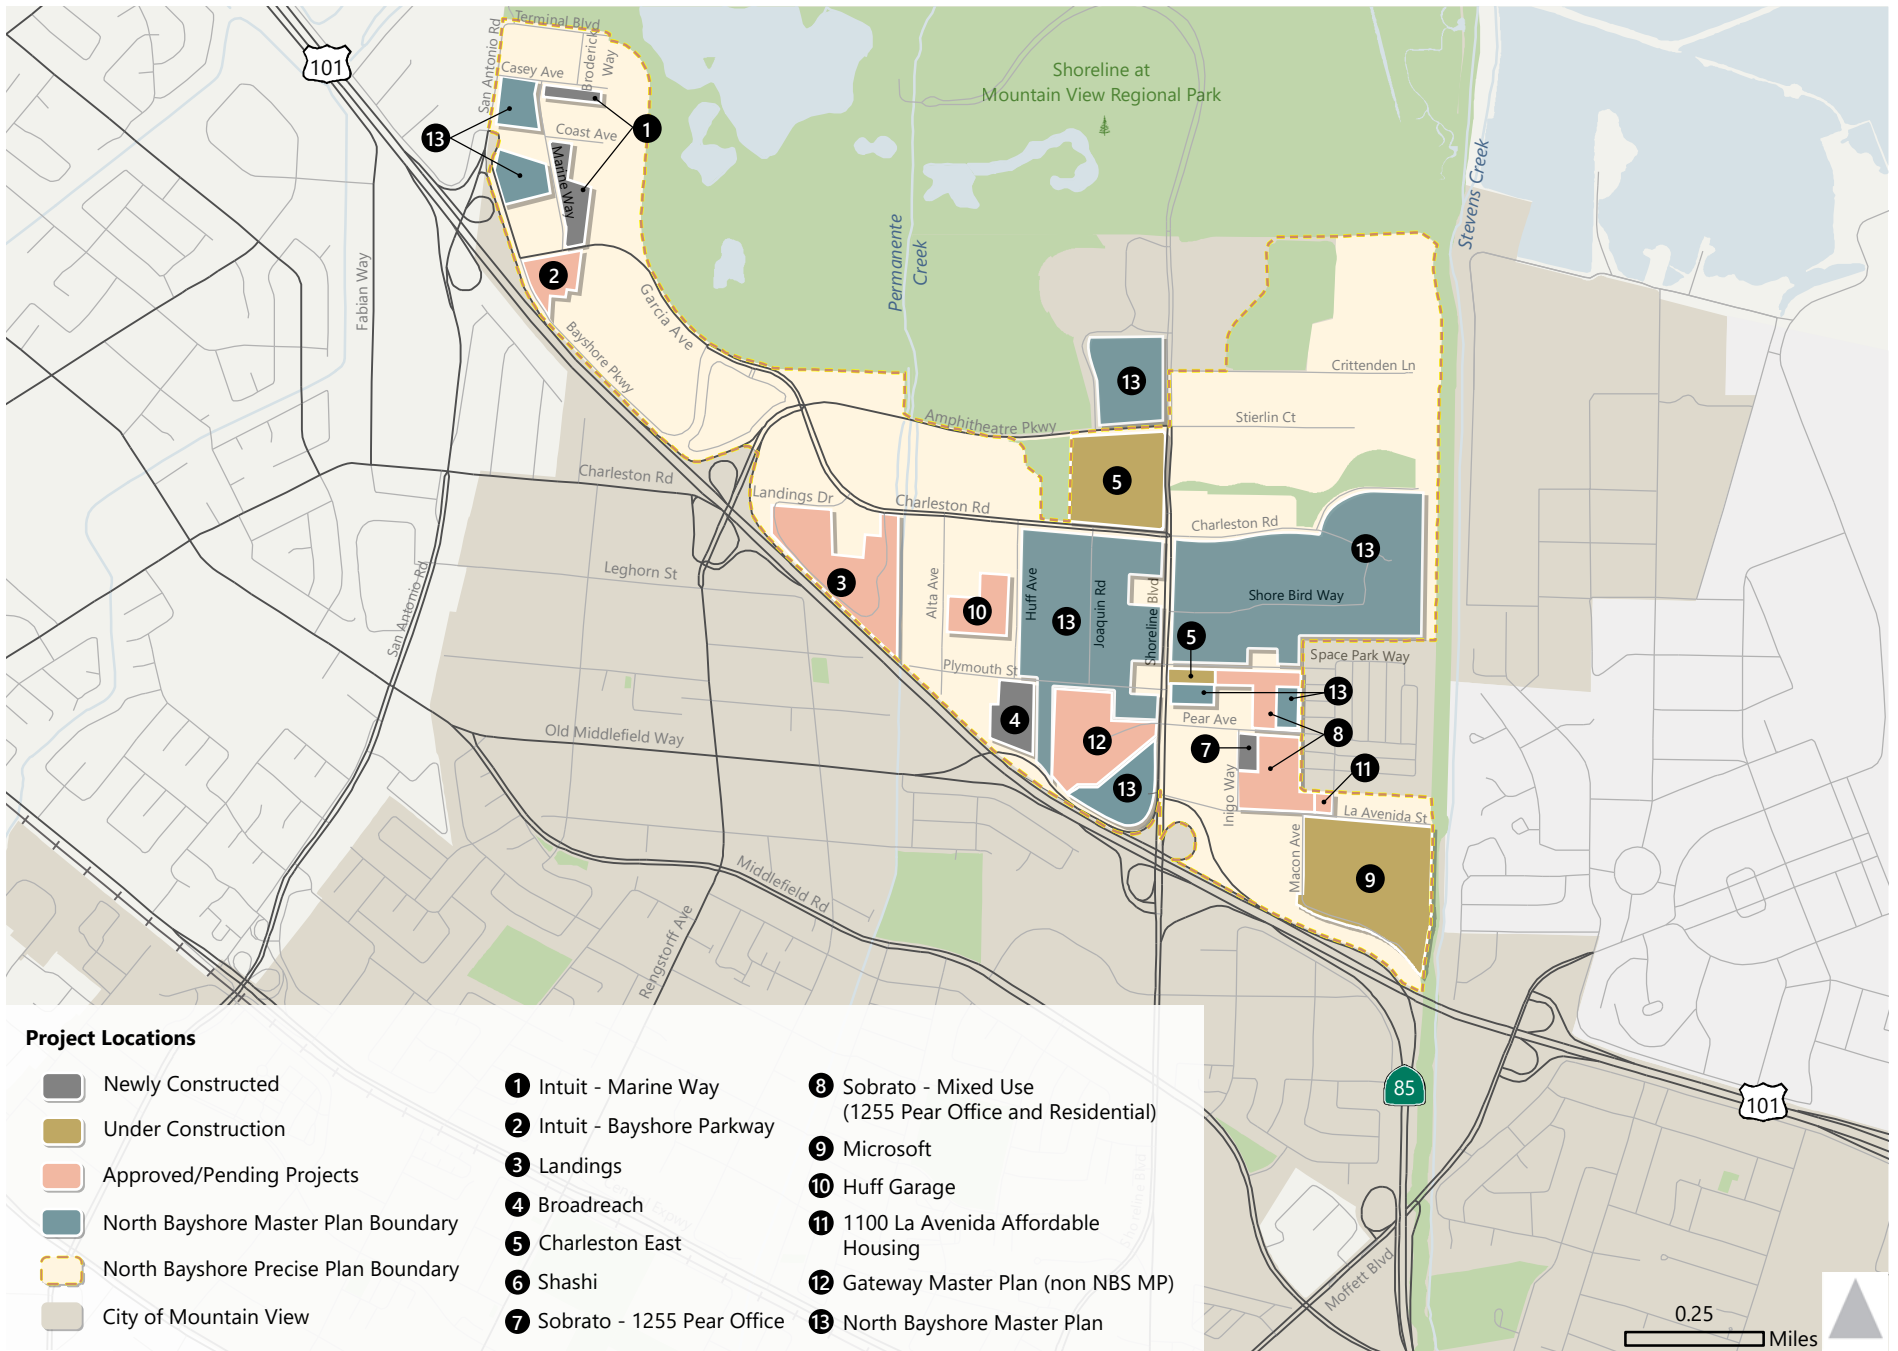 Terminal Blvd
San Antonio Rd
Broderick
Way
Casey Ave
101
Coast Ave
1
13
Marine Way
Shoreline at
Mountain View Regional Park
Stevens Creek
Permanente
Creek
Fabian Way
2
Garcia Ave
Bayshore Pkwy
13
Crittenden Ln
Stierlin Ct
Amphitheatre Pkwy
Charleston Rd
5
Landings Dr
Charleston Rd
Charleston Rd
13
Leghorn St
San Antonio Rd
3
Alta Ave
10
Huff Ave
13
Joaquin Rd
Shoreline Blvd
Shore Bird Way
5
Space Park Way
Plymouth St
13
4
12
Pear Ave
7
8
11
Old Middlefield Way
13
Inigo Way
La Avenida St
Macon Ave
9
Middlefield Rd
Rengstorff Ave
85
101
Moffett Blvd
Project Locations
Newly Constructed
Under Construction
Approved/Pending Projects
North Bayshore Master Plan Boundary
North Bayshore Precise Plan Boundary
City of Mountain View
1 Intuit - Marine Way
2 Intuit - Bayshore Parkway
3 Landings
4 Broadreach
5 Charleston East
6 Shashi
7 Sobrato - 1255 Pear Office
8 Sobrato - Mixed Use
(1255 Pear Office and Residential)
9 Microsoft
10 Huff Garage
11 1100 La Avenida Affordable
Housing
12 Gateway Master Plan (non NBS MP)
13 North Bayshore Master Plan
0.25
Miles